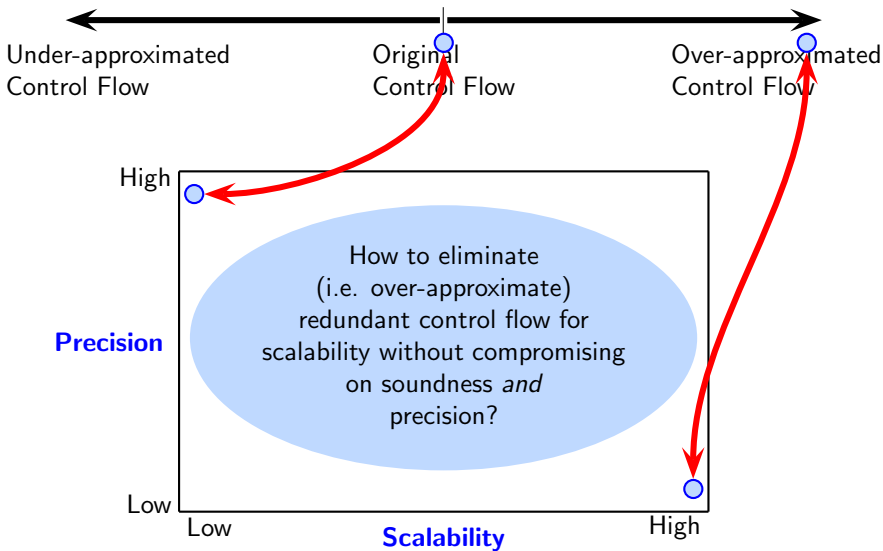 Under-approximated
Control Flow
Original
Control Flow
Over-approximated
Control Flow
High
How to eliminate
(i.e. over-approximate)
redundant control flow for
scalability without compromising
on soundness and
precision?
Precision
Low
Low
High
Scalability